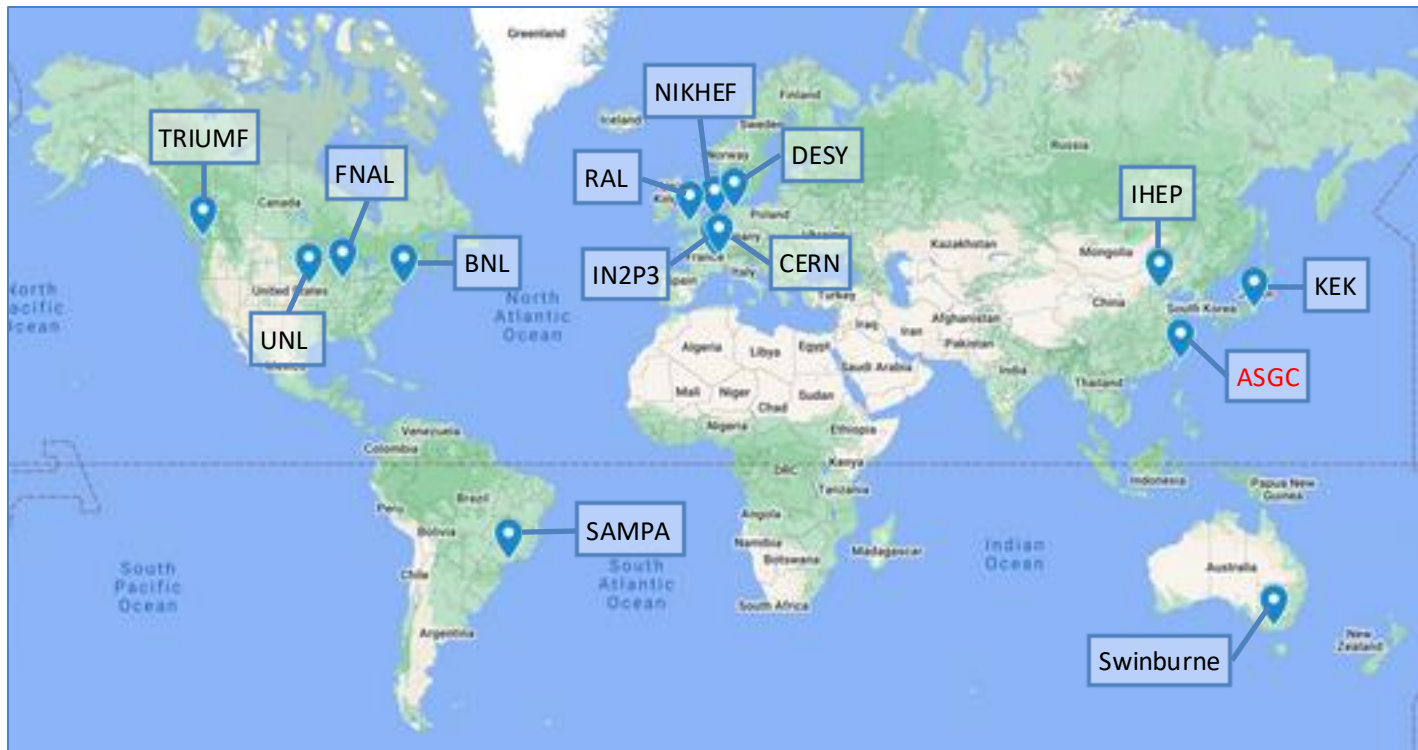 Greenland
NIKHEF
Finland
Iceland
Sweden
TRIUMF
Norway
DESY
Russia
FNAL
RAL
IHEP
Canada
Poland
Kazakhstan
Mongolia
BNL
IN2P3
France
CERN
Italy
KEK
United States
Turkey
China
South Korea
North
Atlantic
Ocean
UNL
Iraq
Iran
Afghanistan
Pakistan
Algeria
Libya
Egypt
Saudi Arabia
India
ASGC
Mali
Niger
Chad
Sudan
Thailand
Nigeria
Ethiopia
Venezuela
Colombia
DRC
Kenya
Indonesia
Papua New
Guinea
Tanzania
Brazil
Peru
Bolivia
SAMPA
Angola
Namibia
Botswana
Madagascar
Indian
Ocean
South
Pacific
Ocean
Chile
South
Atlantic
Ocean
Australia
South Africa
Argentina
Swinburne
New
Zealand